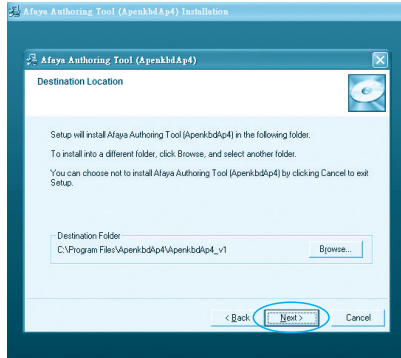 Afaya Authoring Tool (ApenkbdAp4) Installation
Afaya Authoring Tool (ApenkbdAp4)
Destination Location
Setup will install Afaya Authoring Tool (ApenkbdAp4) in the following folder.
To install into a different folder, click Browse, and select another folder.
You can choose not to install Afaya Authoring Tool (ApenkbdAp4) by clicking Cancel to exit
Setup.
Destination Folder
C:\Program Files\ApenkbdAp4\ApenkbdAp4_v1 Browse...
< Back Next > Cancel